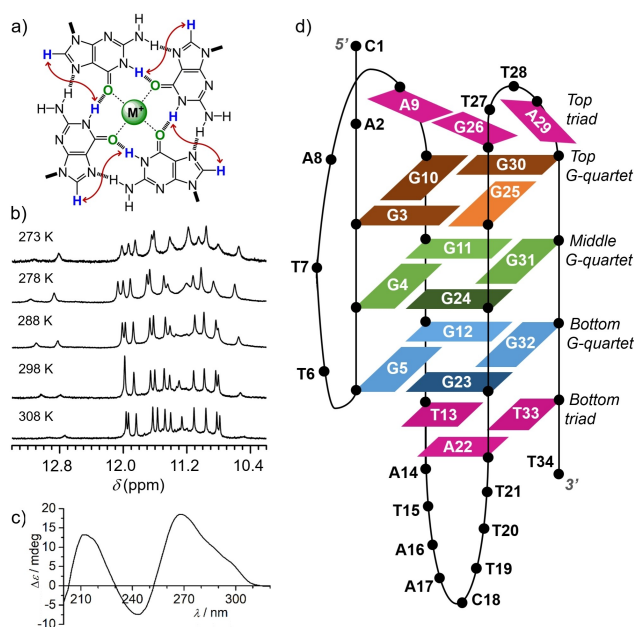 a)
N
N
H
N
H
N
N
H
H
N
N
N
O
H
N
N
H
O
N
N
H
N
M⁺
H
N
H
N
N
O
H
O
H
N
N
N
H
H
N
N
N
H
N
H
b)
273 K
278 K
288 K
298 K
308 K
12.8 12.0 11.2 10.4
δ (ppm)
c)
Δε / mdeg
20
15
10
5
0
-5
-10
210 240 270 300
λ / nm
d)
5'
C1
A2
A8
T7
T6
A9
G26
T27
T28
A29
Top
triad
G10
G30
G3
G25
Top
G-quartet
G11
G31
G4
G24
Middle
G-quartet
G12
G32
G5
G23
Bottom
G-quartet
T13
T33
A22
Bottom
triad
T34
3'
A14
T15
A16
A17
C18
T19
T20
T21